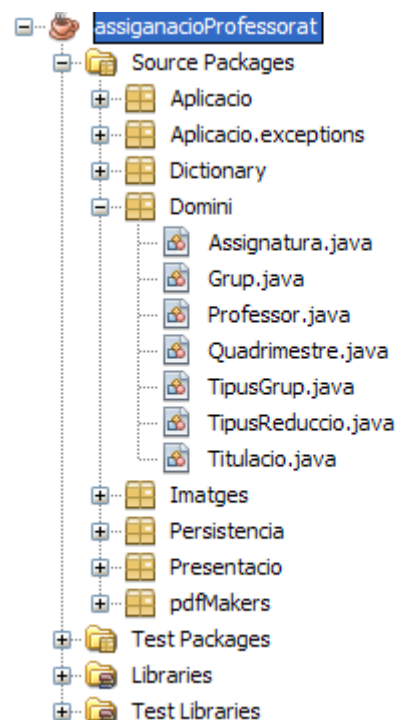 assiganacioProfessorat
Source Packages
Aplicacio
Aplicacio.exceptions
Dictionary
Domini
Assignatura.java
Grup.java
Professor.java
Quadrimestre.java
TipusGrup.java
TipusReduccio.java
Titulacio.java
Imatges
Persistencia
Presentacio
pdfMakers
Test Packages
Libraries
Test Libraries